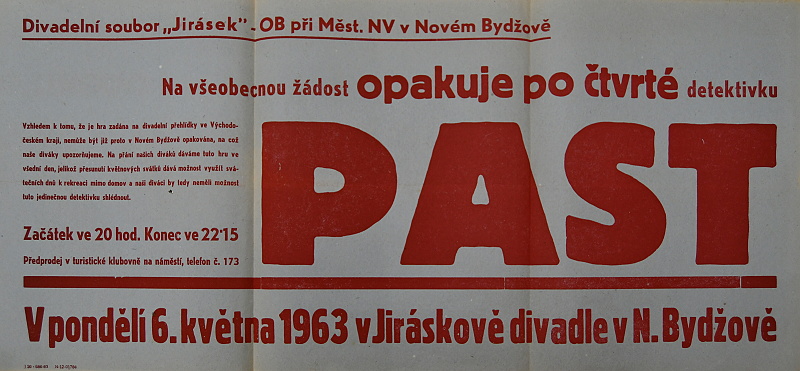 Divadelní soubor „Jirásek" - OB při Měst. NV v Novém Bydžově
Na všeobecnou žádost opakuje po čtvrté detektivku
PAST
Vzhledem k tomu, že je hra zadána na divadelní přehlídky ve Východo-
českém kraji, nemůže být již proto v Novém Bydžově opakována, na což
naše diváky upozorňujeme. Na přání našich diváků dáváme tuto hru ve
všední den, jelikož přesunutí květnových svátků dává možnost využít svá-
tečních dnů k rekreaci mimo domov a naši diváci by tedy neměli možnost
tuto jedinečnou detektivku shlédnout.
Začátek ve 20 hod. Konec ve 22·15
Předprodej v turistické klubovně na náměstí, telefon č. 173
V pondělí 6. května 1963 v Jiráskově divadle v N. Bydžově